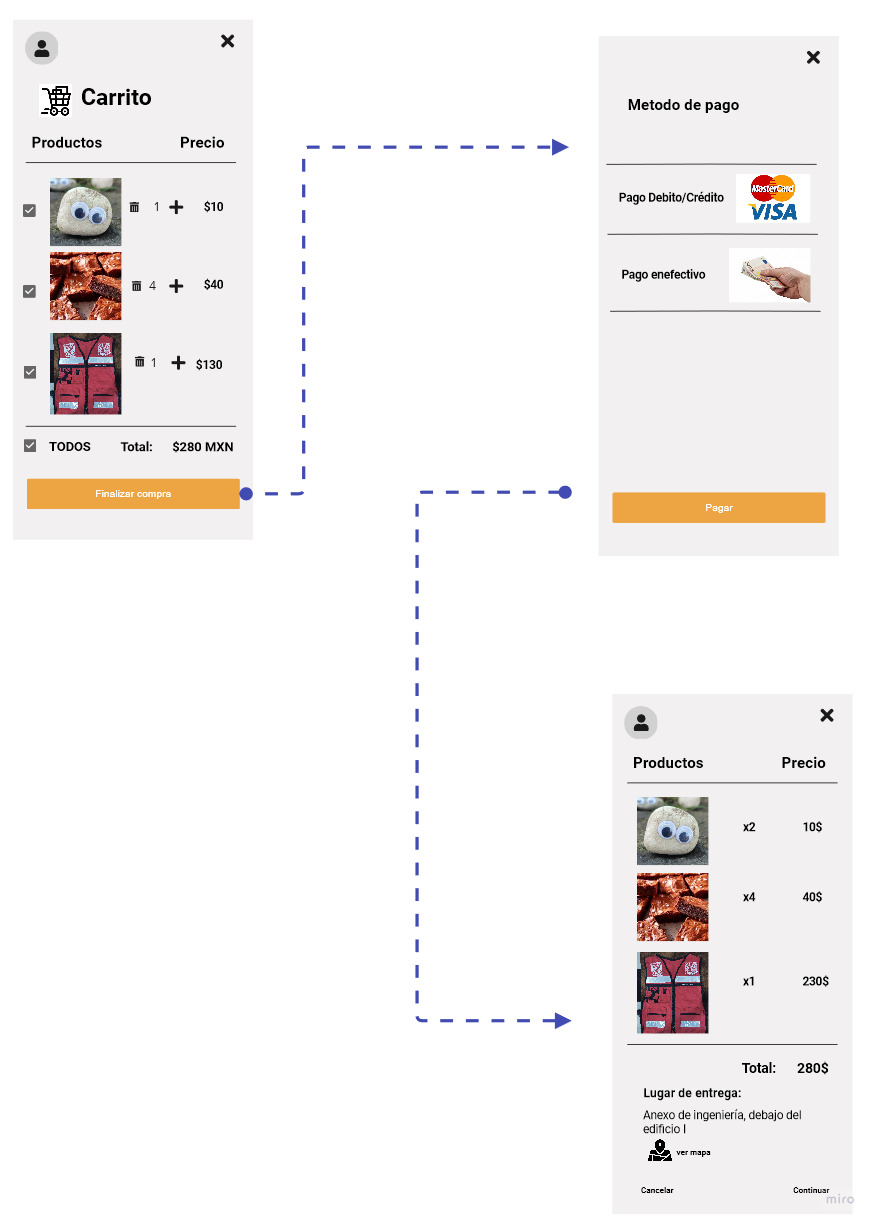 Carrito
Productos Precio
1 $10
4 $40
1 $130
TODOS Total: $280 MXN
Finalizar compra
Metodo de pago
Pago Debito/Crédito
MasterCard
VISA
Pago enefectivo
Pagar
Productos Precio
x2 10$
x4 40$
x1 230$
Total: 280$
Lugar de entrega:
Anexo de ingeniería, debajo del
edificio I
ver mapa
Cancelar Continuar
miro